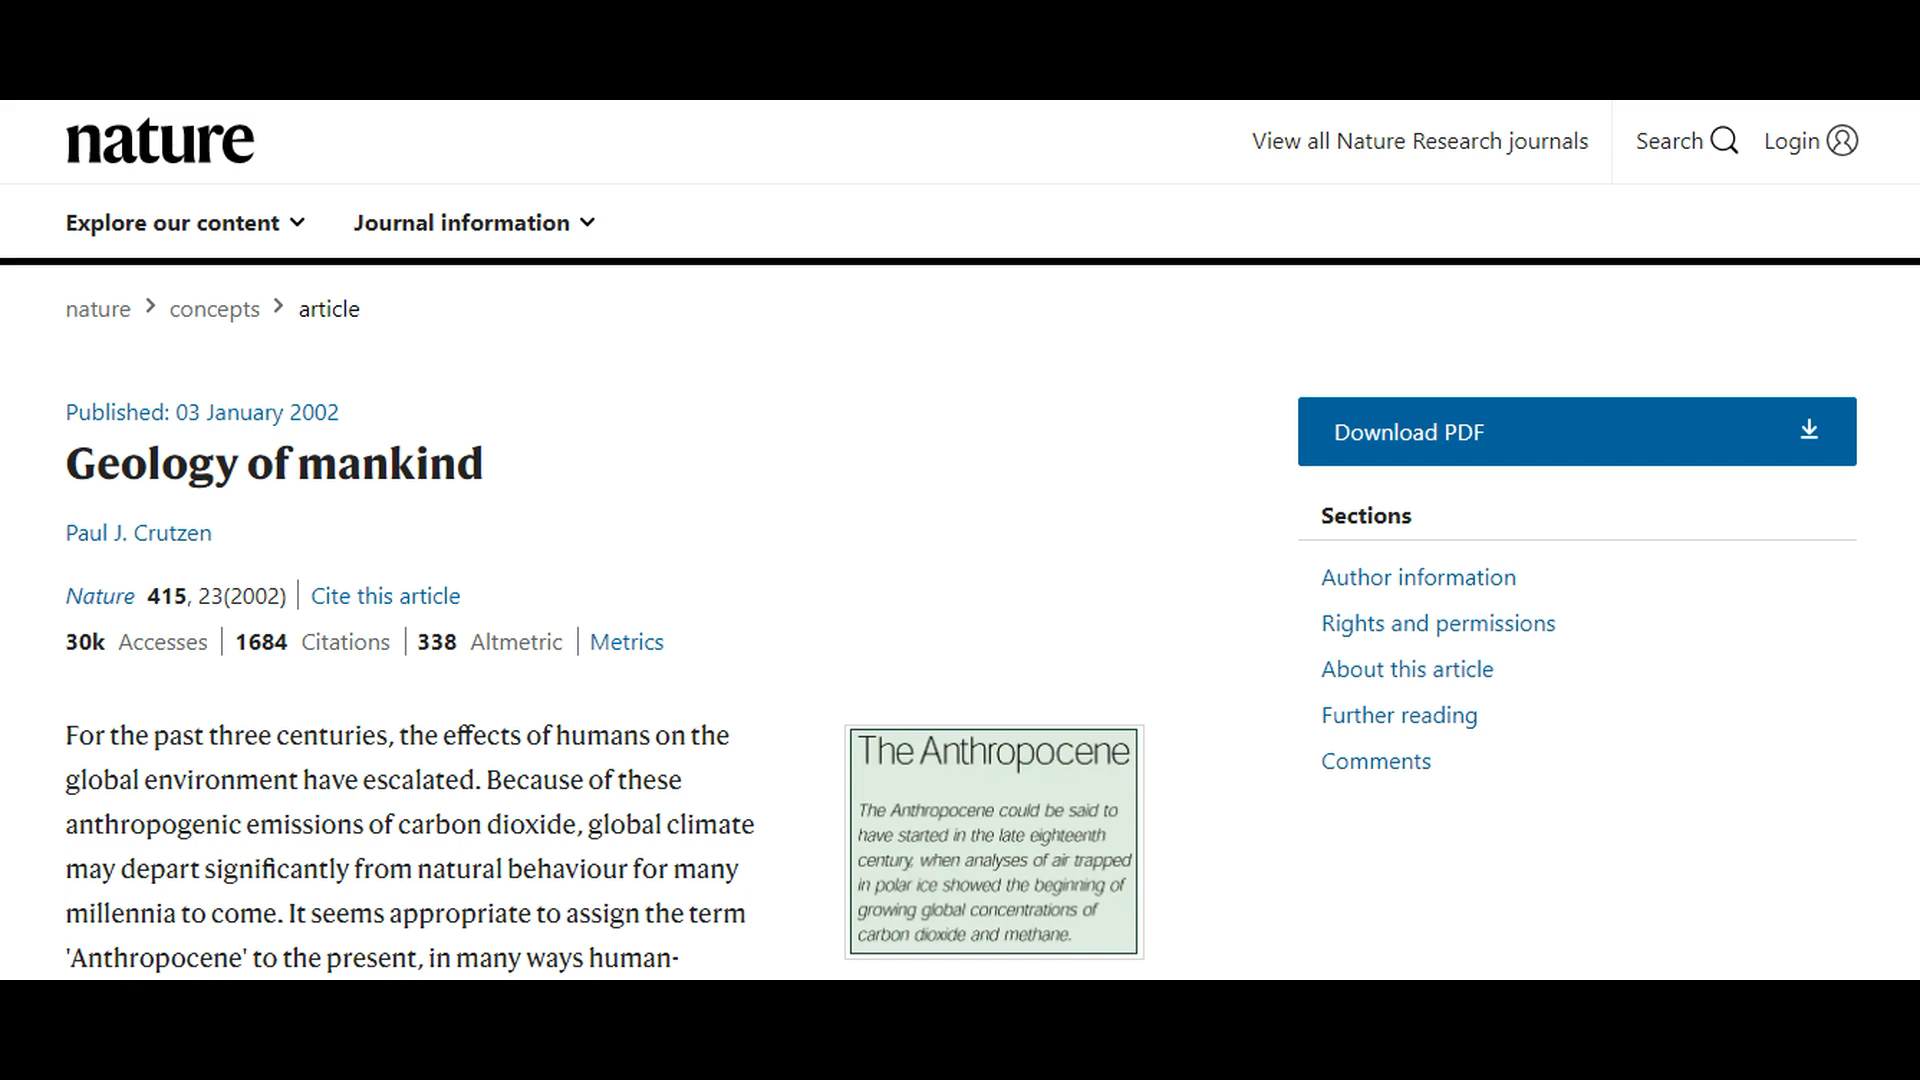 nature
View all Nature Research journals
Search
Login
Explore our content
Journal information
nature > concepts > article
Published: 03 January 2002
Geology of mankind
Paul J. Crutzen
Nature 415, 23(2002) | Cite this article
30k Accesses | 1684 Citations | 338 Altmetric | Metrics
For the past three centuries, the effects of humans on the
global environment have escalated. Because of these
anthropogenic emissions of carbon dioxide, global climate
may depart significantly from natural behaviour for many
millennia to come. It seems appropriate to assign the term
'Anthropocene' to the present, in many ways human-
The Anthropocene
The Anthropocene could be said to
have started in the late eighteenth
century, when analyses of air trapped
in polar ice showed the beginning of
growing global concentrations of
carbon dioxide and methane.
Download PDF
Sections
Author information
Rights and permissions
About this article
Further reading
Comments